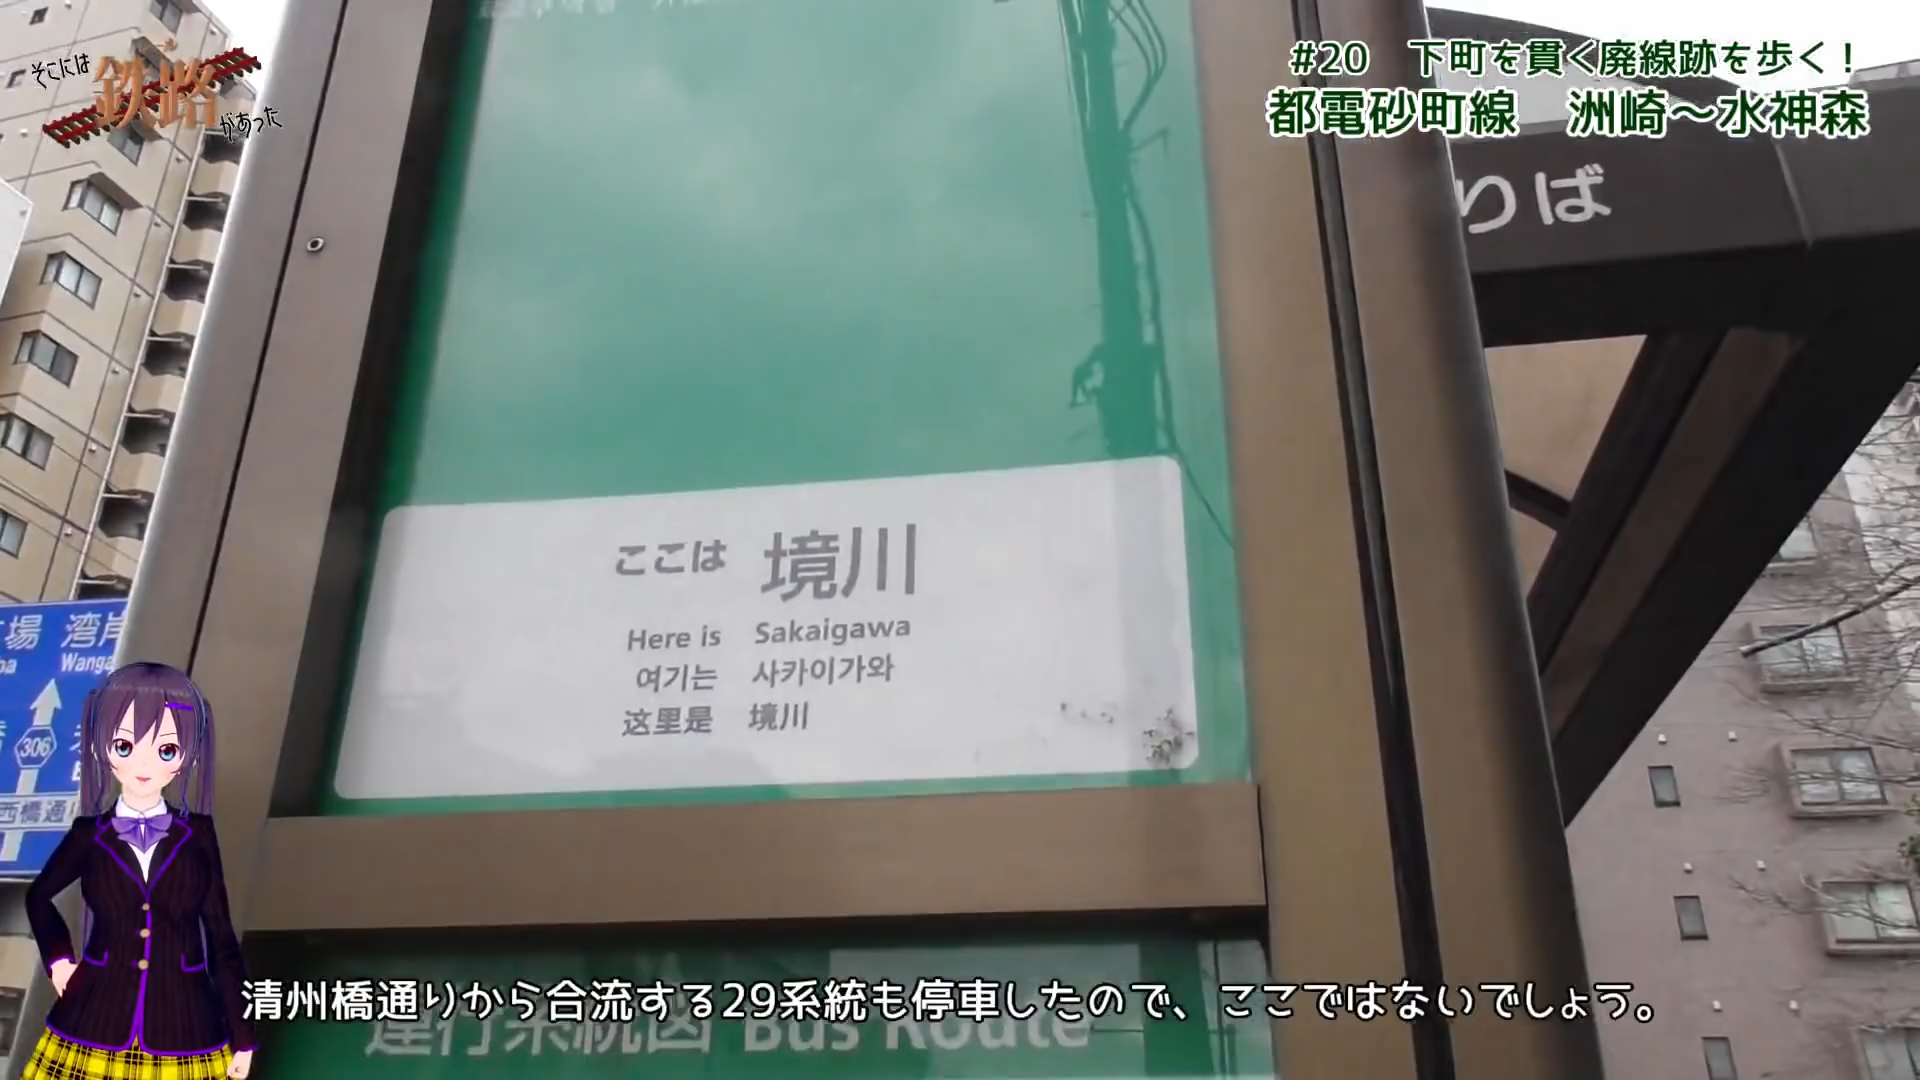 そこには
鉄路
があった
#20　下町を貫く廃線跡を歩く！
都電砂町線　洲崎〜水神森
りば
ここは 境川
Here is Sakaigawa
여기는 사카이가와
这里是 境川
場 湾岸
Wanga
306
西橋通り
清州橋通りから合流する29系統も停車したので、ここではないでしょう。
運行系統図 Bus Route